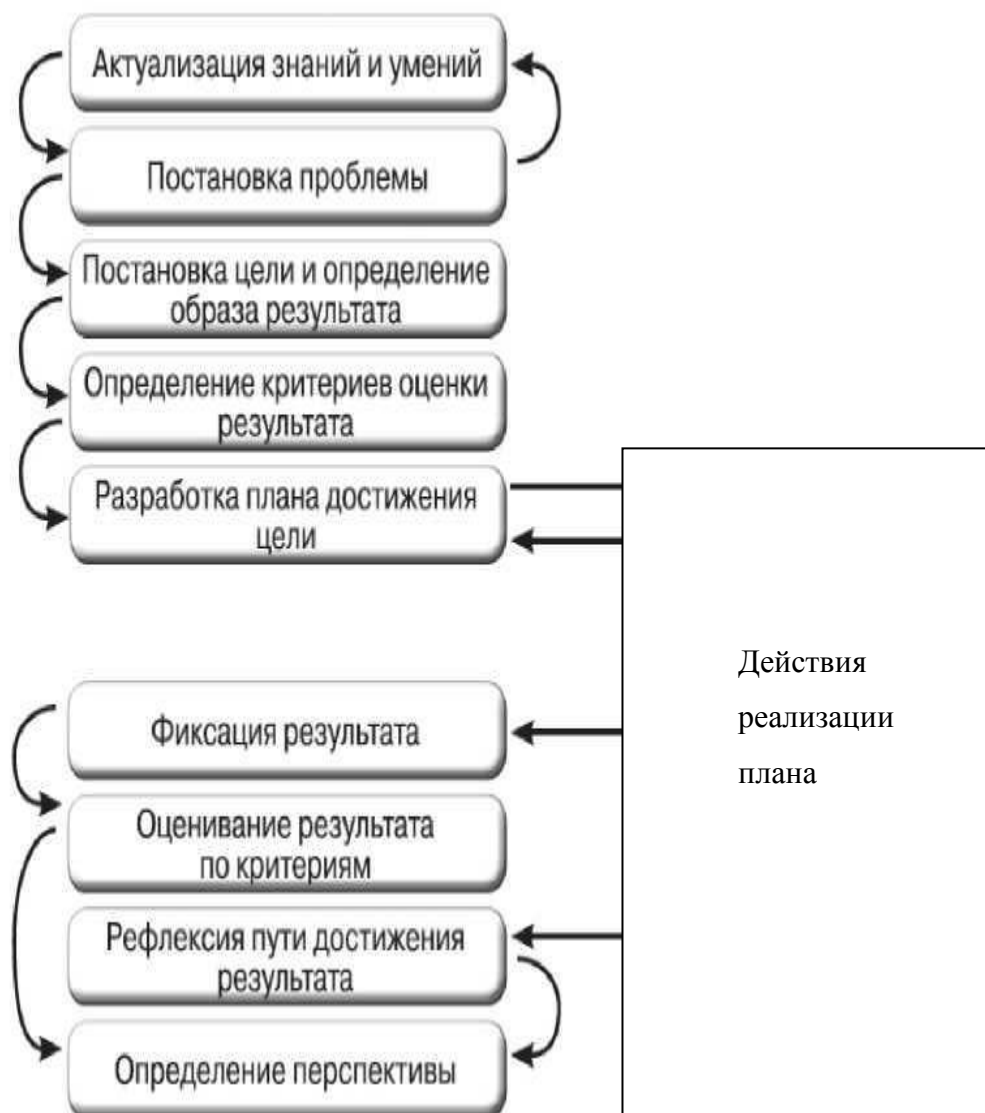 Актуализация знаний и умений
Постановка проблемы
Постановка цели и определение
образа результата
Определение критериев оценки
результата
Разработка плана достижения
цели
Действия
реализации
плана
Фиксация результата
Оценивание результата
по критериям
Рефлексия пути достижения
результата
Определение перспективы